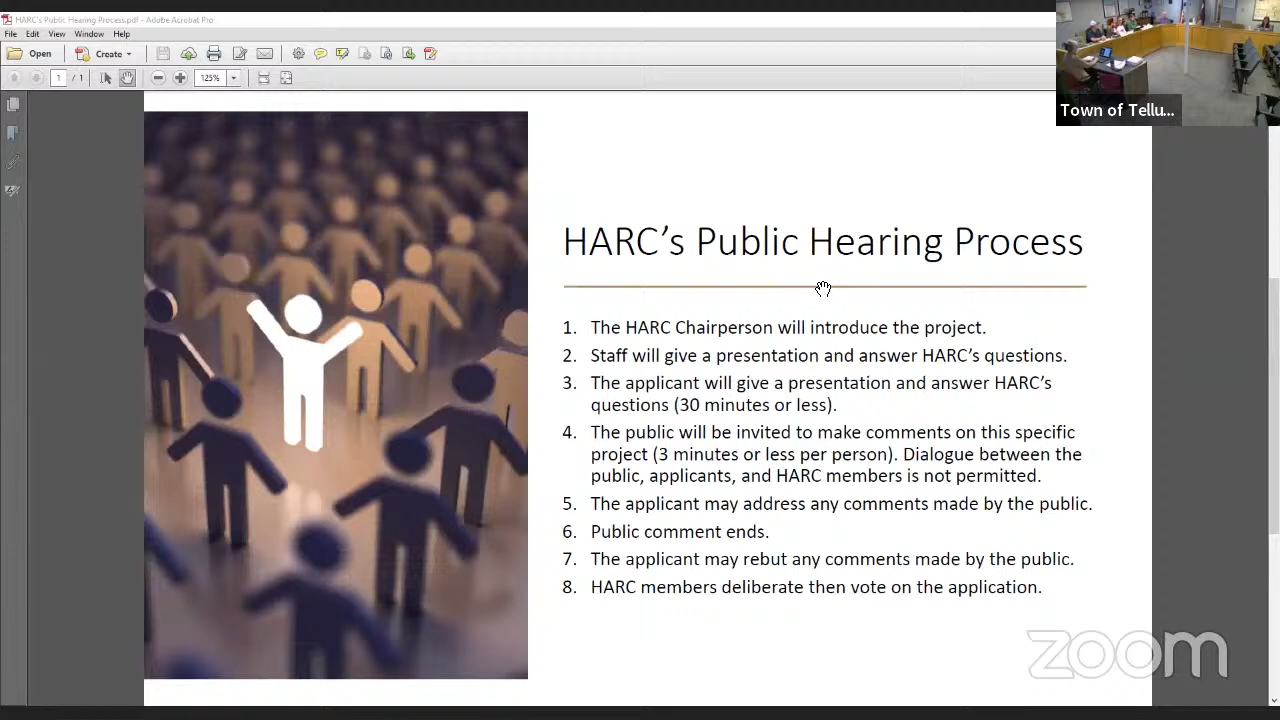 HARC's Public Hearing Process.pdf - Adobe Acrobat Pro
File Edit View Window Help
Open Create
1 / 1 125%
Town of Tellu...
HARC’s Public Hearing Process
1. The HARC Chairperson will introduce the project.
2. Staff will give a presentation and answer HARC’s questions.
3. The applicant will give a presentation and answer HARC’s
questions (30 minutes or less).
4. The public will be invited to make comments on this specific
project (3 minutes or less per person). Dialogue between the
public, applicants, and HARC members is not permitted.
5. The applicant may address any comments made by the public.
6. Public comment ends.
7. The applicant may rebut any comments made by the public.
8. HARC members deliberate then vote on the application.
zoom